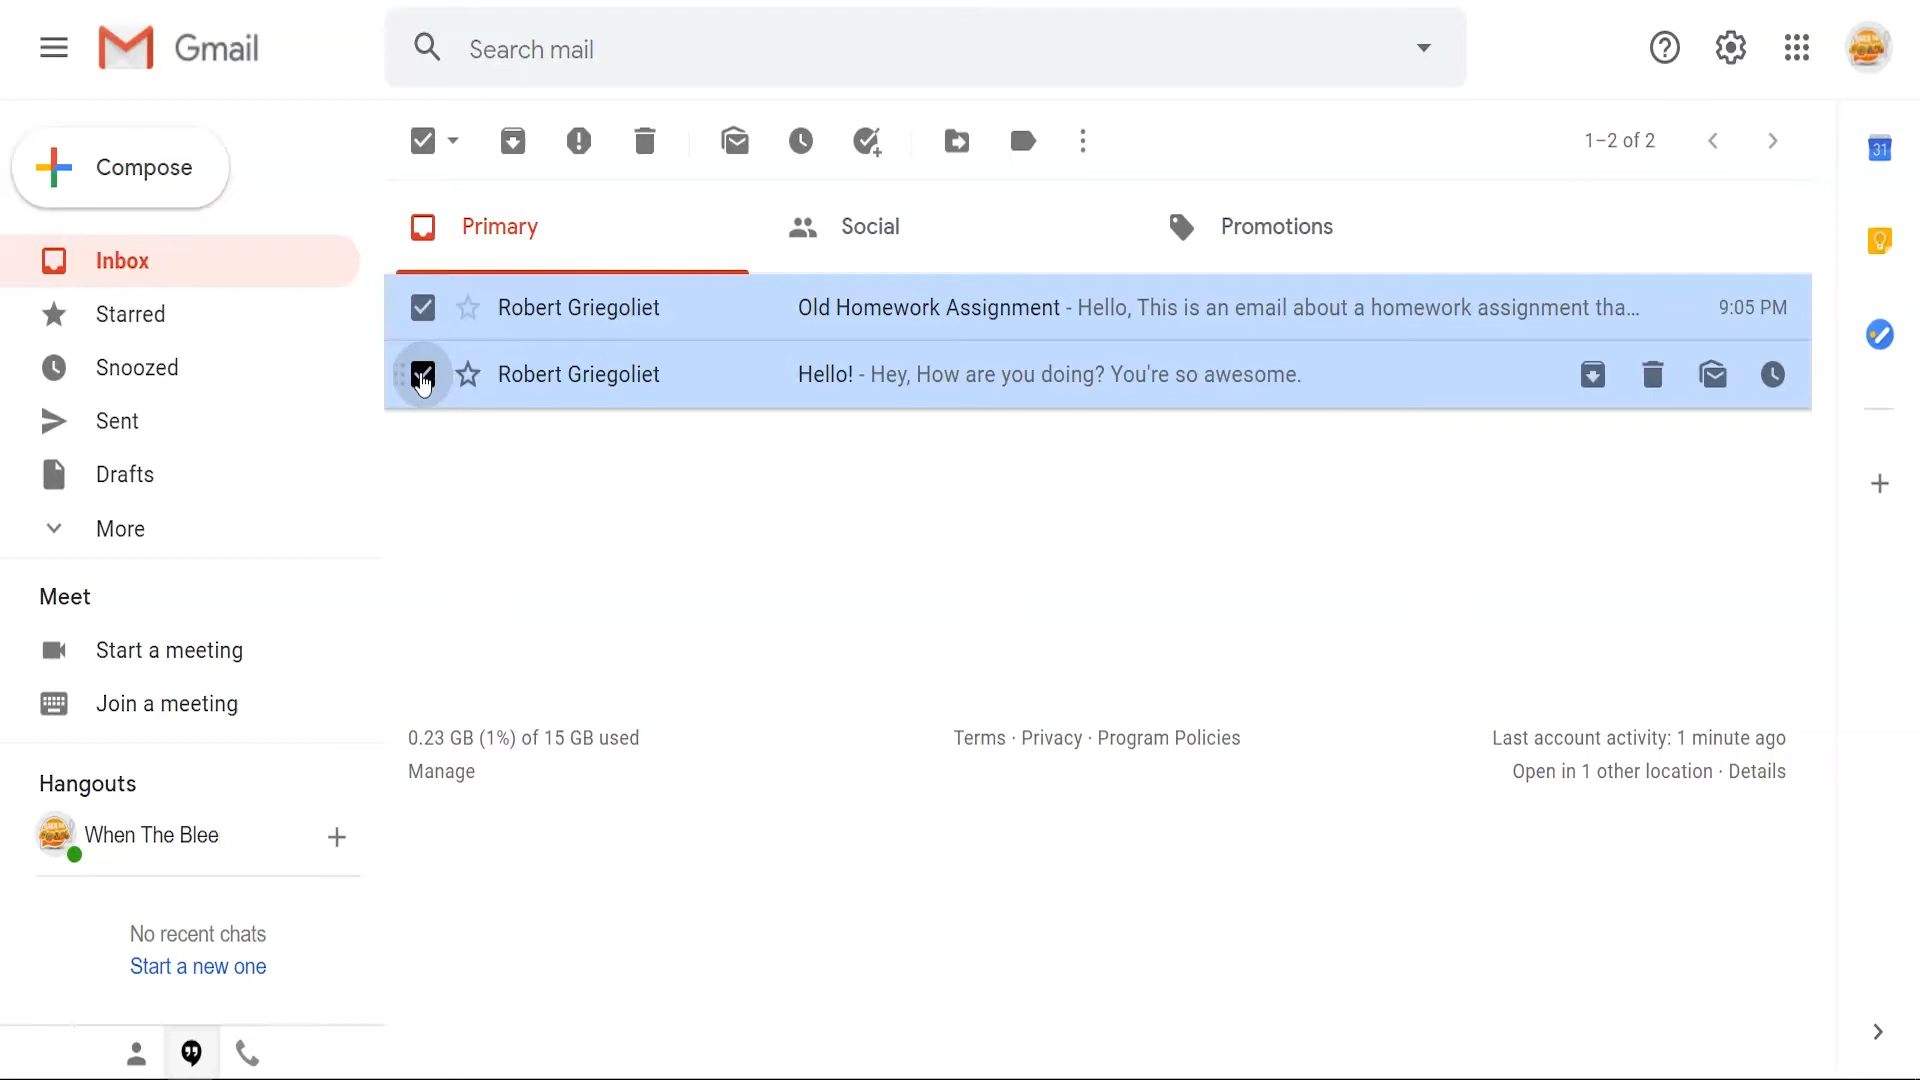 Gmail
Search mail
Compose
1–2 of 2
31
Primary
Social
Promotions
Inbox
Starred
Snoozed
Sent
Drafts
More
Robert Griegoliet Old Homework Assignment - Hello, This is an email about a homework assignment tha... 9:05 PM
Robert Griegoliet Hello! - Hey, How are you doing? You're so awesome.
Meet
Start a meeting
Join a meeting
0.23 GB (1%) of 15 GB used
Manage
Terms · Privacy · Program Policies
Last account activity: 1 minute ago
Open in 1 other location · Details
Hangouts
When The Blee
No recent chats
Start a new one